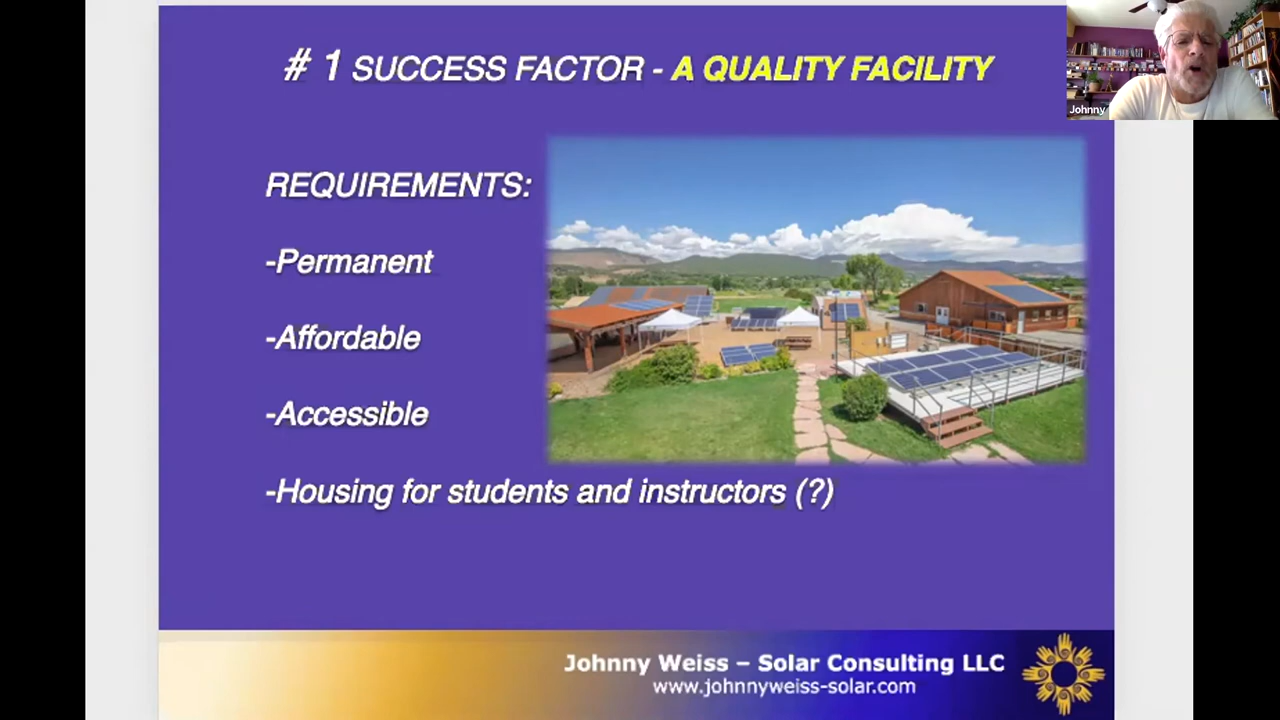 # 1 SUCCESS FACTOR - A QUALITY FACILITY
Johnny
REQUIREMENTS:
-Permanent
-Affordable
-Accessible
-Housing for students and instructors (?)
Johnny Weiss – Solar Consulting LLC
www.johnnyweiss-solar.com